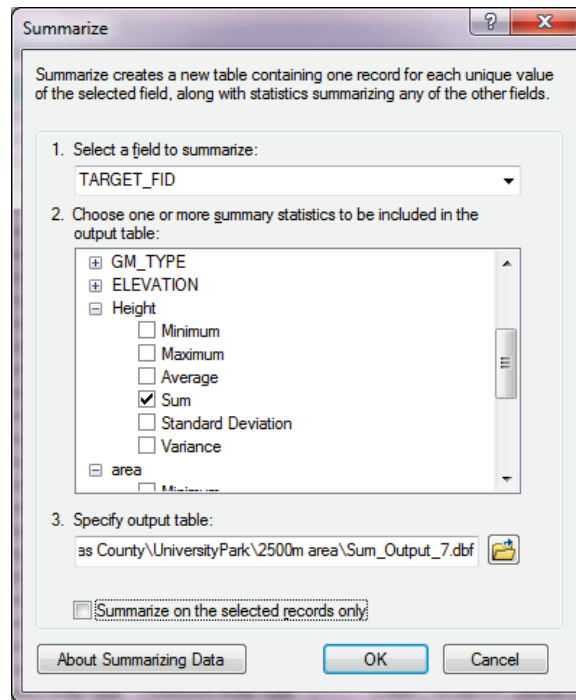 Summarize
?
X
Summarize creates a new table containing one record for each unique value
of the selected field, along with statistics summarizing any of the other fields.
1. Select a field to summarize:
TARGET_FID
2. Choose one or more summary statistics to be included in the
output table:
GM_TYPE
ELEVATION
Height
Minimum
Maximum
Average
Sum
Standard Deviation
Variance
area
Minimum
3. Specify output table:
as County\UniversityPark\2500m area\Sum_Output_7.dbf
Summarize on the selected records only
About Summarizing Data
OK
Cancel